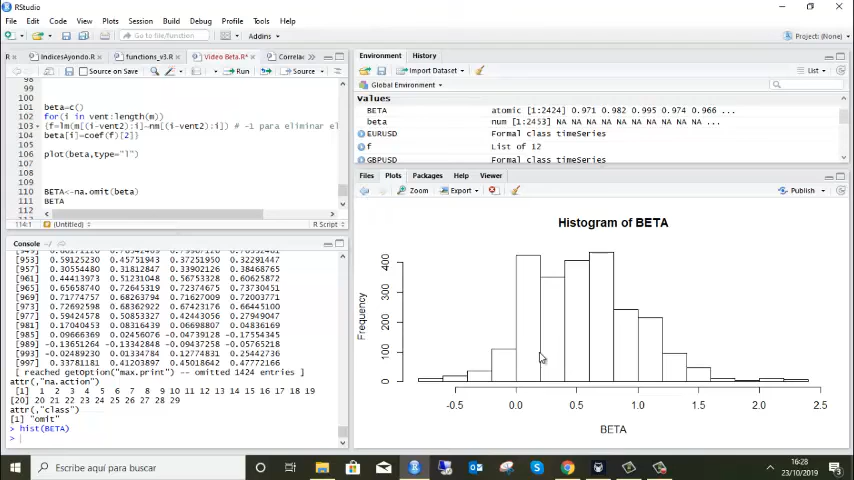 RStudio
File Edit Code View Plots Session Build Debug Profile Tools Help
Go to file/function
Addins
Project: (None)
R
IndicesAyondo.R
functions_v3.R
Video Beta.R*
Correlac
Source on Save
Run
Source
98
99
100
101 beta=c()
102 for(i in vent:length(m))
103 {f=lm(m[(i-vent2):i]~nm[(i-vent2):i]) # -1 para eliminar el
104 beta[i]=coef(f)[2]}
105
106 plot(beta,type="l")
107
108
109
110 BETA<-na.omit(beta)
111 BETA
112
114:1 (Untitled) R Script
Console ~/
[953] 0.59125230 0.45751943 0.37251950 0.32291447
[957] 0.30554480 0.31812847 0.33902126 0.38468765
[961] 0.44413973 0.51231048 0.56753328 0.60625872
[965] 0.65658740 0.72645319 0.72374675 0.73730451
[969] 0.71774757 0.68263794 0.71627009 0.72003771
[973] 0.72692598 0.68362922 0.67423176 0.66445100
[977] 0.59428507 0.50855327 0.42443056 0.27949047
[981] 0.17040453 0.08316439 0.06698807 0.04836169
[985] 0.09666369 0.02456076 -0.04739128 -0.17554345
[989] -0.13651264 -0.13342848 -0.09437258 -0.05765218
[993] -0.02489230 0.01334784 0.12774831 0.25442736
[997] 0.33781201 0.41203897 0.45018642 0.47772166
[ reached getOption("max.print") -- omitted 1424 entries ]
attr(,"na.action")
[1] 1 2 3 4 5 6 7 8 9 10 11 12 13 14 15 16 17 18 19
[20] 20 21 22 23 24 25 26 27 28 29
attr(,"class")
[1] "omit"
> hist(BETA)
>
Environment History
Import Dataset
List
Global Environment
Values
BETA atomic [1:2424] 0.971 0.982 0.995 0.974 0.966 ...
beta num [1:2453] NA NA NA NA NA NA NA NA NA NA ...
EURUSD Formal class timeSeries
f List of 12
GBPUSD Formal class timeSeries
Files Plots Packages Help Viewer
Zoom Export Publish
Histogram of BETA
Frequency
400
300
200
100
0
-0.5 0.0 0.5 1.0 1.5 2.0 2.5
BETA
Escribe aquí para buscar
16:28
23/10/2019